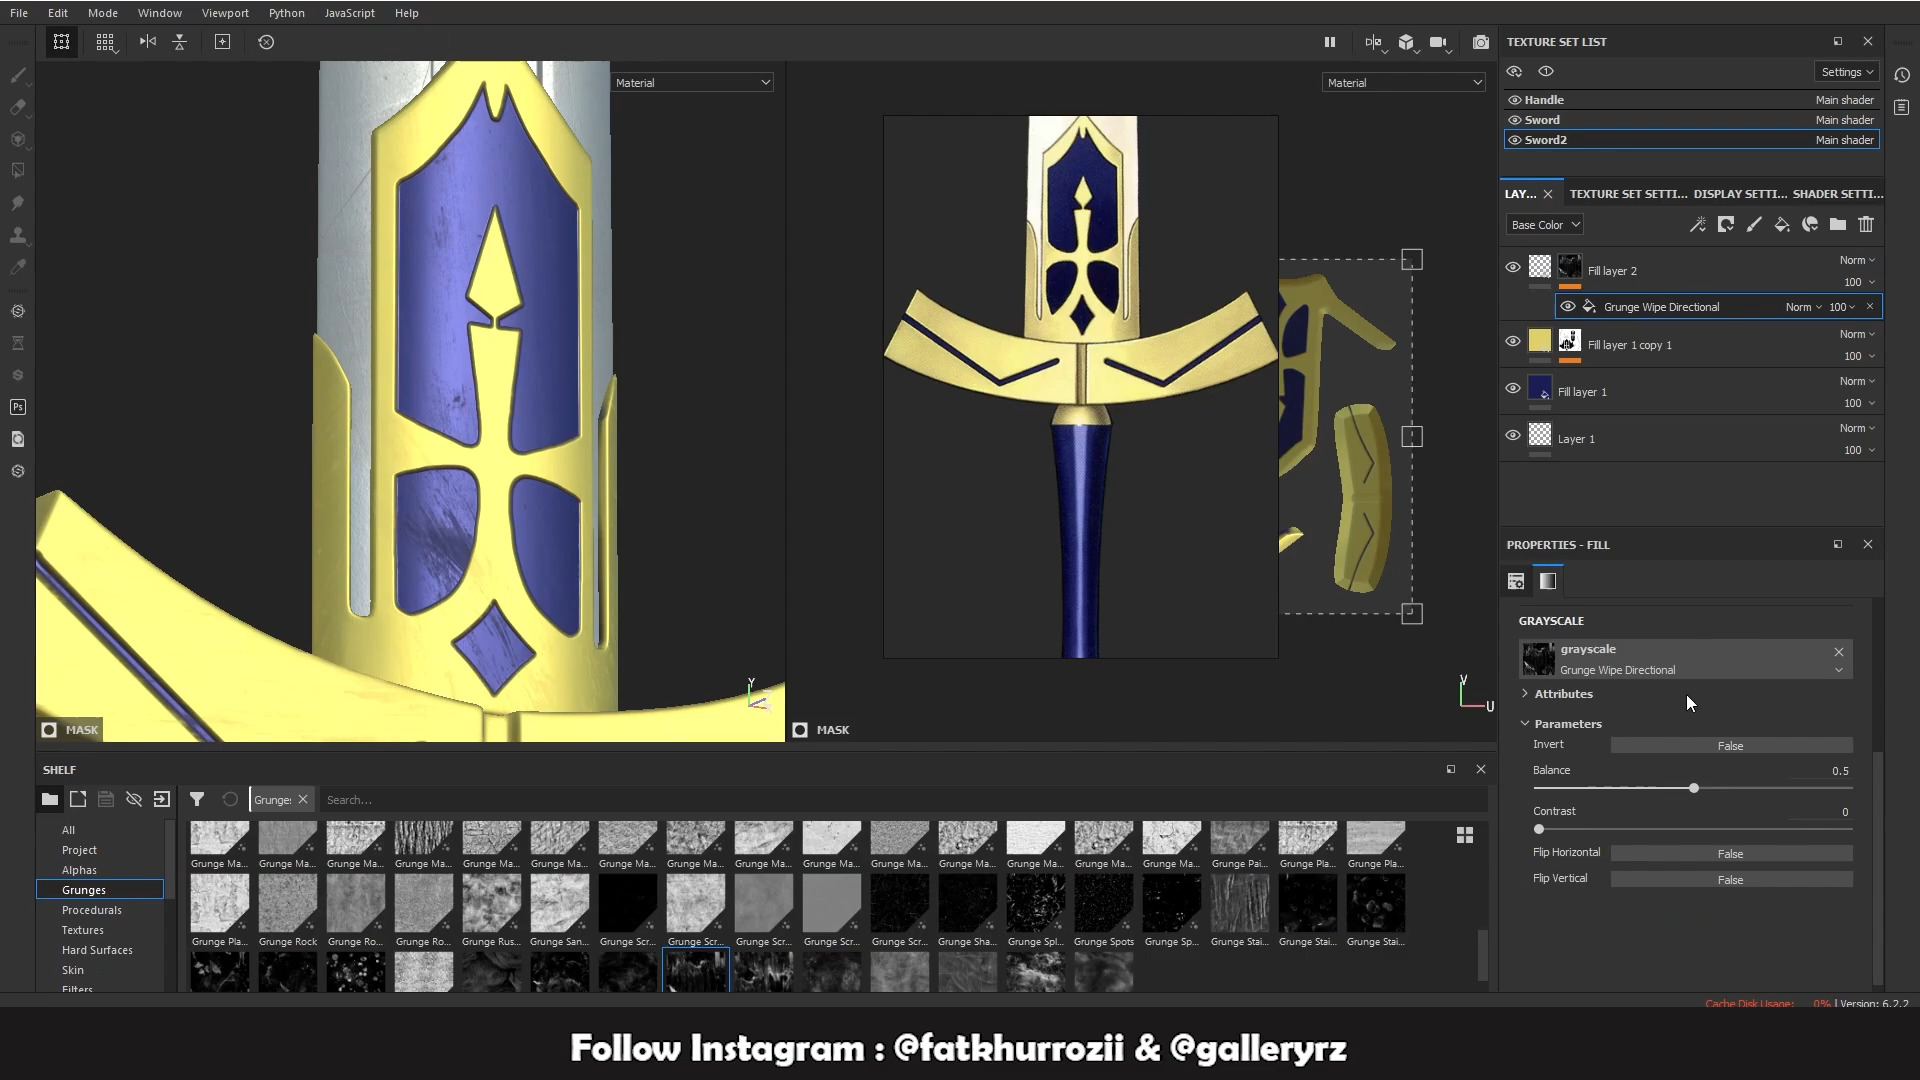 File Edit Mode Window Viewport Python JavaScript Help
Material
Material
TEXTURE SET LIST
Settings
Handle Main shader
Sword Main shader
Sword2 Main shader
LAY... TEXTURE SET SETTI... DISPLAY SETTI... SHADER SETTI...
Base Color
Fill layer 2 Norm
100
Grunge Wipe Directional Norm 100
Fill layer 1 copy 1 Norm
100
Fill layer 1 Norm
100
Layer 1 Norm
100
PROPERTIES - FILL
GRAYSCALE
grayscale
Grunge Wipe Directional
Attributes
Parameters
Invert False
Balance 0.5
Contrast 0
Flip Horizontal False
Flip Vertical False
Y
V
U
MASK
MASK
SHELF
Ps
Grunge: Search...
All
Project
Alphas
Grunges
Procedurals
Textures
Hard Surfaces
Skin
Filters
Grunge Ma... Grunge Ma... Grunge Ma... Grunge Ma... Grunge Ma... Grunge Ma... Grunge Ma... Grunge Ma... Grunge Ma... Grunge Ma... Grunge Ma... Grunge Ma... Grunge Ma... Grunge Ma... Grunge Ma... Grunge Pai... Grunge Pla... Grunge Pla...
Grunge Pla... Grunge Rock Grunge Ro... Grunge Ro... Grunge Rus... Grunge San... Grunge Scr... Grunge Scr... Grunge Scr... Grunge Scr... Grunge Scr... Grunge Sha... Grunge Spl... Grunge Spots Grunge Sp... Grunge Stai... Grunge Stai... Grunge Stai...
Cache Disk Usage: 0% | Version: 6.2.2
Follow Instagram : @fatkhurrozii & @galleryrz